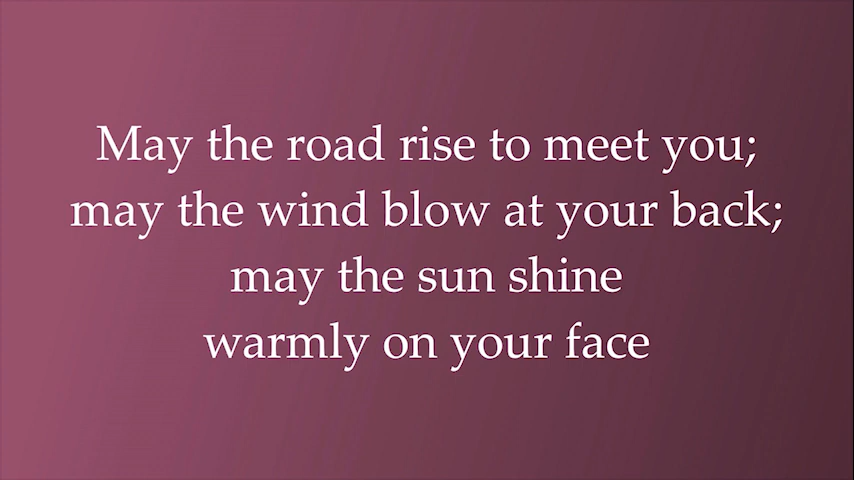 May the road rise to meet you;
may the wind blow at your back;
may the sun shine
warmly on your face